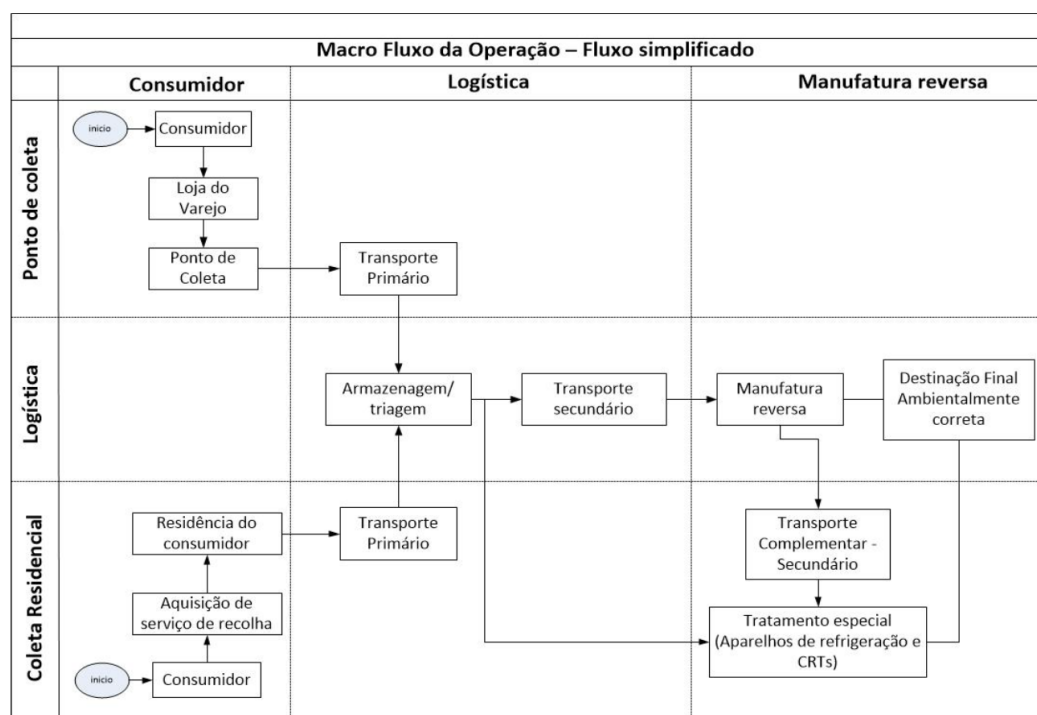 Macro Fluxo da Operação – Fluxo simplificado
Consumidor
Logística
Manufatura reversa
Ponto de coleta
inicio
Consumidor
Loja do
Varejo
Ponto de
Coleta
Transporte
Primário
Logística
Armazenagem/
triagem
Transporte
secundário
Manufatura
reversa
Destinação Final
Ambientalmente
correta
Coleta Residencial
Residência do
consumidor
Transporte
Primário
Aquisição de
serviço de recolha
inicio
Consumidor
Transporte
Complementar -
Secundário
Tratamento especial
(Aparelhos de refrigeração e
CRTs)